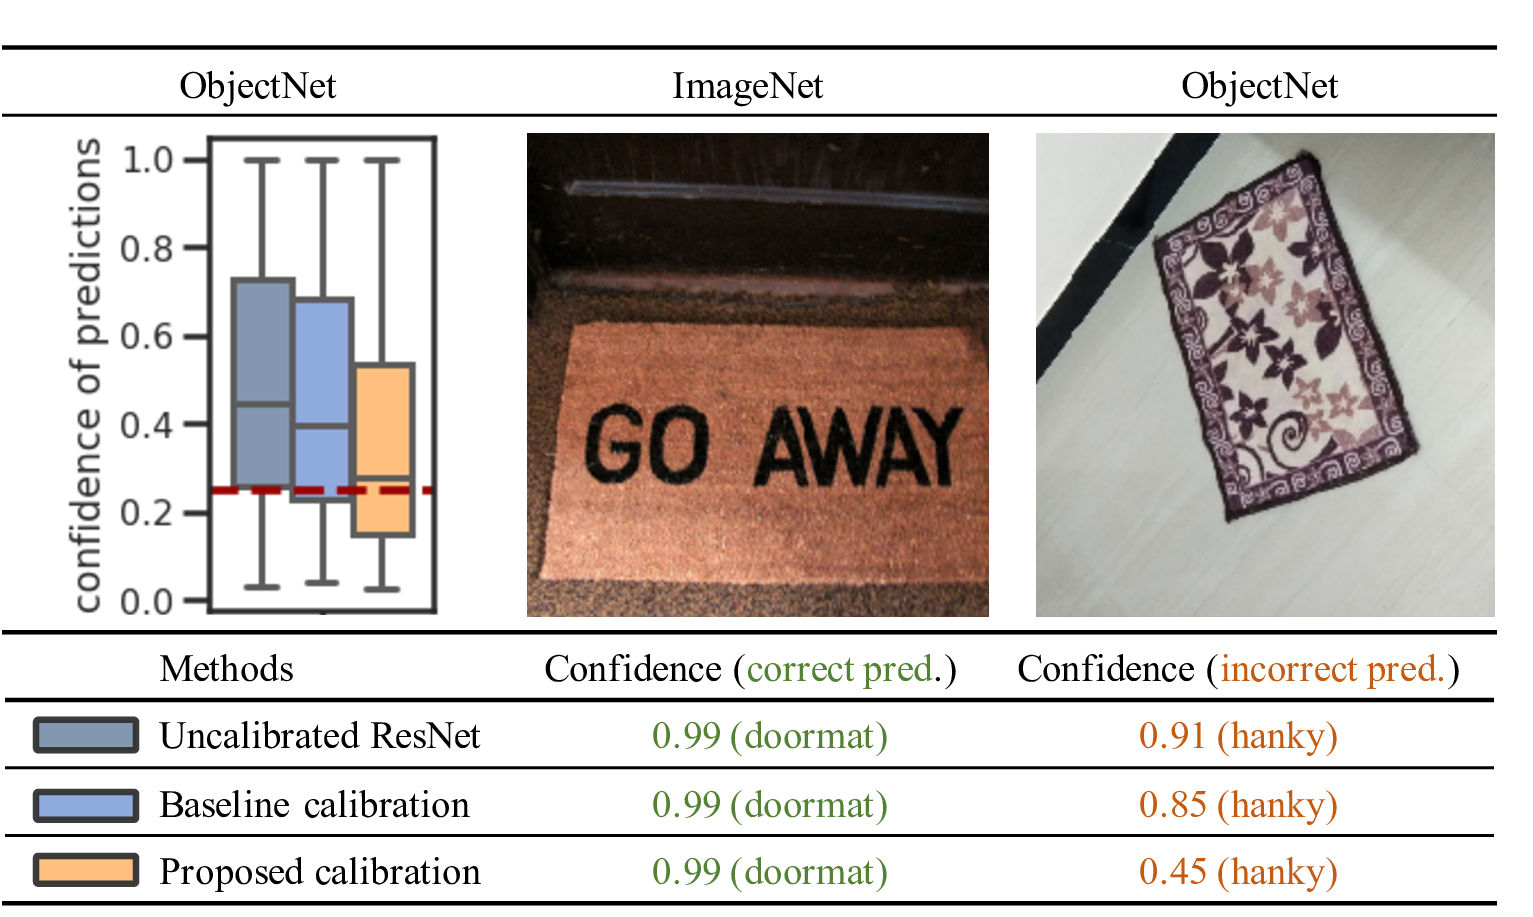 ObjectNet ImageNet ObjectNet
confidence of predictions
1.0
0.8
0.6
0.4
0.2
0.0
GO AWAY
Methods Confidence (correct pred.) Confidence (incorrect pred.)
Uncalibrated ResNet 0.99 (doormat) 0.91 (hanky)
Baseline calibration 0.99 (doormat) 0.85 (hanky)
Proposed calibration 0.99 (doormat) 0.45 (hanky)